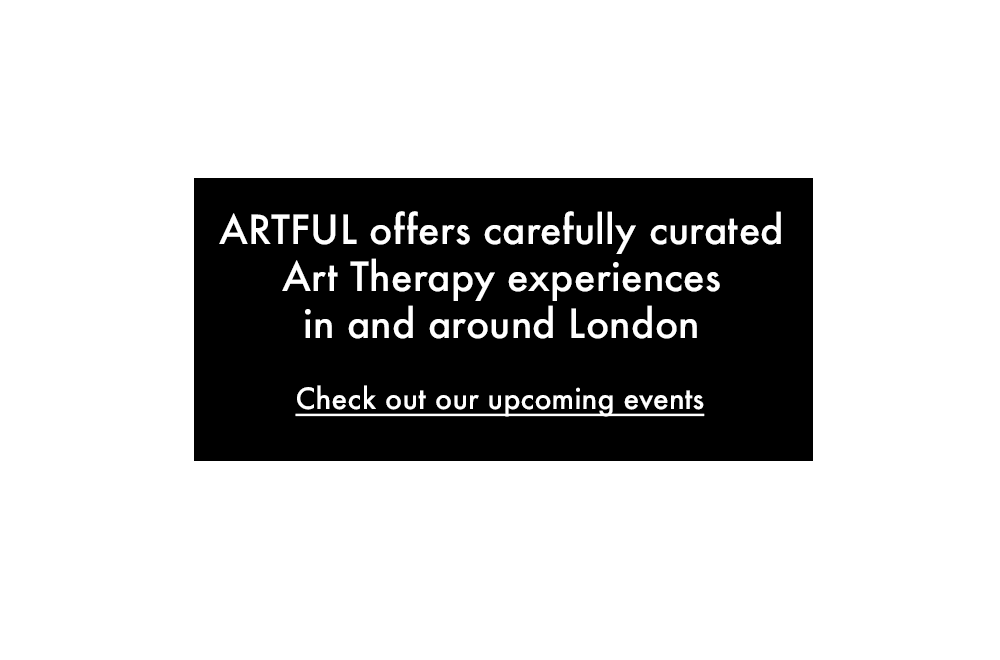 ARTFUL offers carefully curated
Art Therapy experiences
in and around London
Check out our upcoming events